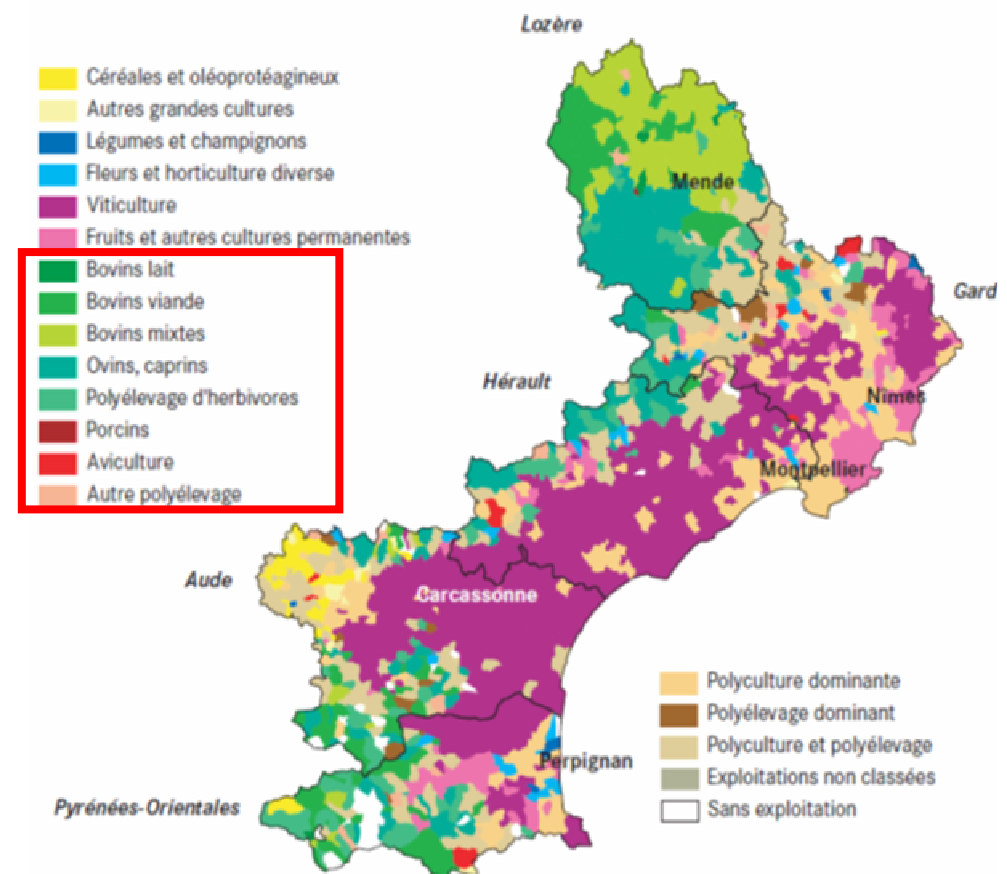 Lozère
Céréales et oléoprotéagineux
Autres grandes cultures
Légumes et champignons
Fleurs et horticulture diverse
Viticulture
Fruits et autres cultures permanentes
Bovins lait
Bovins viande
Bovins mixtes
Ovins, caprins
Polyélevage d'herbivores
Porcins
Aviculture
Autre polyélevage
Mende
Gard
Hérault
Nimes
Montpellier
Aude
Carcassonne
Perpignan
Pyrénées-Orientales
Polyculture dominante
Polyélevage dominant
Polyculture et polyélevage
Exploitations non classées
Sans exploitation